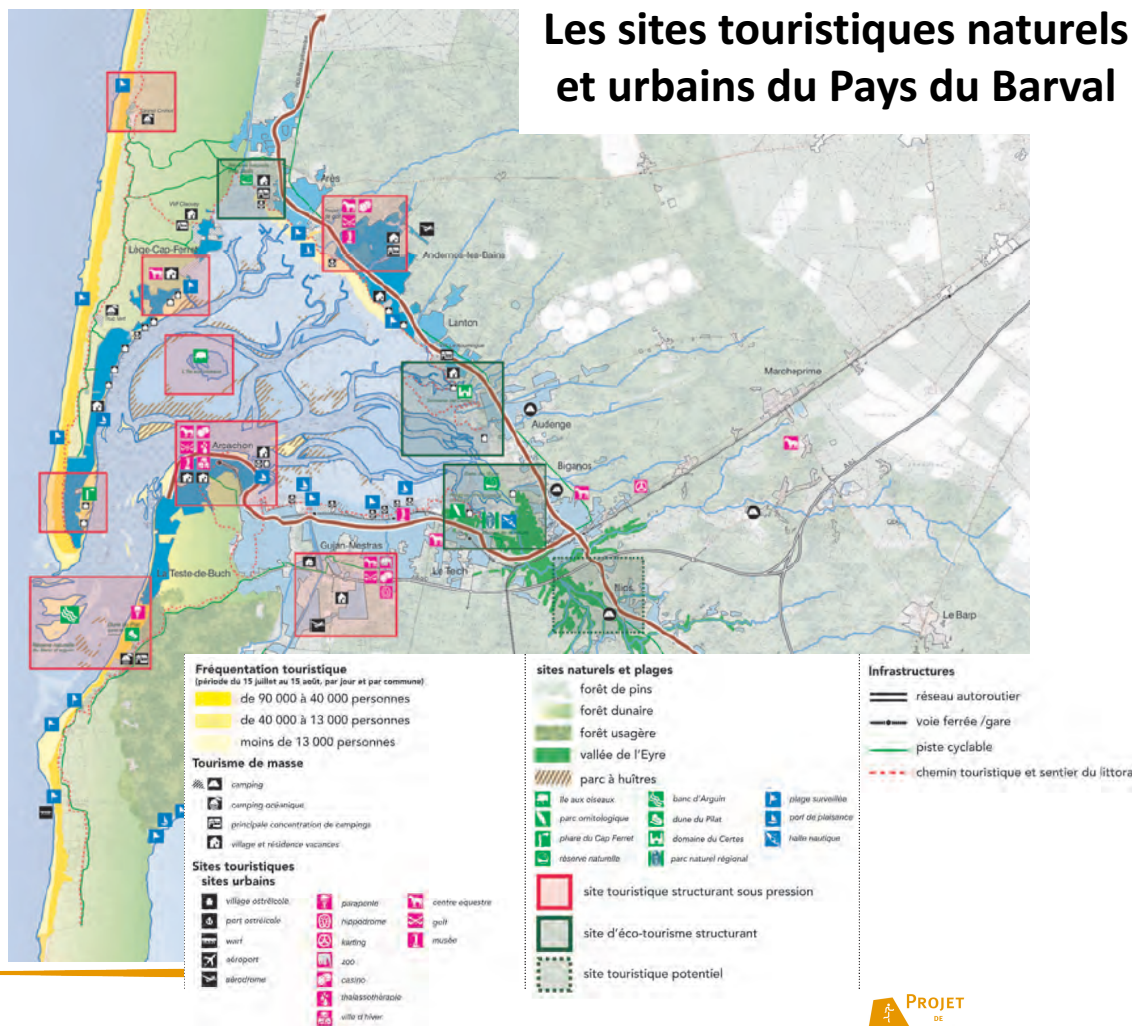 Les sites touristiques naturels
et urbains du Pays du Barval
Arès
VVF Claouey
Lège-Cap-Ferret
Andernos-les-Bains
Lanton
Marcheprime
Audenge
Biganos
Arcachon
Gujan-Mestras
Le Teich
La Teste-de-Buch
Mios
Le Barp
Fréquentation touristique
(période du 15 juillet au 15 août, par jour et par commune)
de 90 000 à 40 000 personnes
de 40 000 à 13 000 personnes
moins de 13 000 personnes
Tourisme de masse
camping
camping océanique
principale concentration de campings
village et résidence vacances
Sites touristiques
sites urbains
village ostréicole
port ostréicole
warf
aéroport
aérodrome
parapente
hippodrome
karting
zoo
casino
thalassothérapie
ville d'hiver
centre équestre
golf
musée
sites naturels et plages
forêt de pins
forêt dunaire
forêt usagère
vallée de l'Eyre
parc à huîtres
île aux oiseaux
parc ornitologique
phare du Cap Ferret
réserve naturelle
banc d'Arguin
dune du Pilat
domaine du Certes
parc naturel régional
plage surveillée
port de plaisance
halte nautique
site touristique structurant sous pression
site d'éco-tourisme structurant
site touristique potentiel
Infrastructures
réseau autoroutier
voie ferrée /gare
piste cyclable
chemin touristique et sentier du littora
PROJET
DE